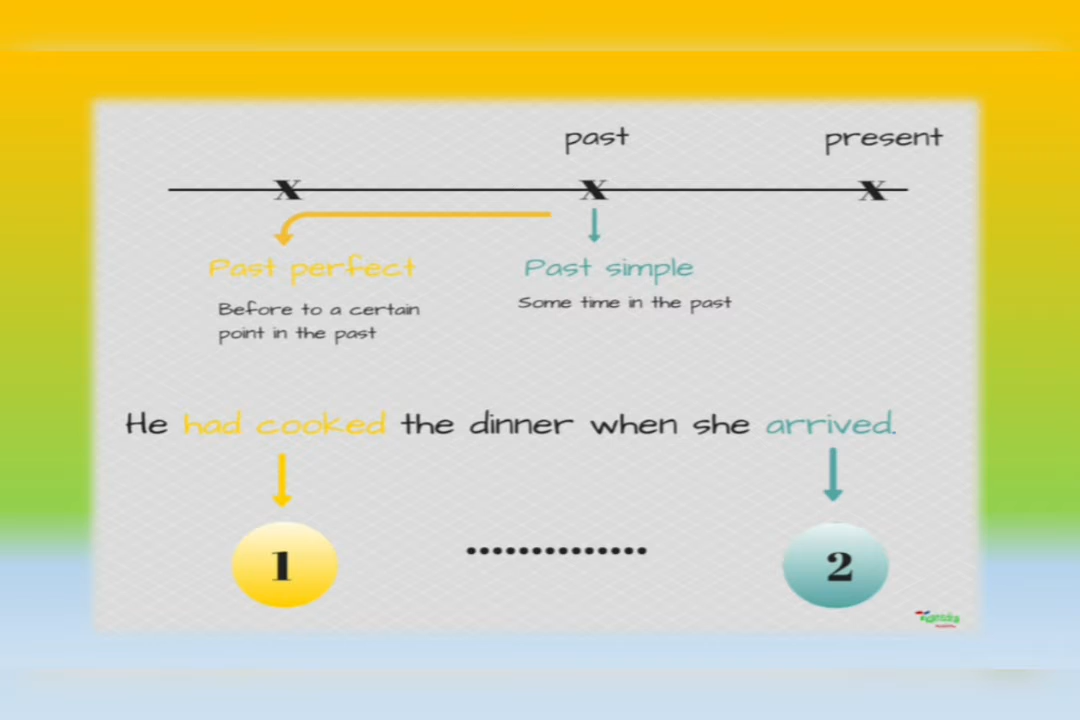 past present
X X X
Past perfect Past simple
Before to a certain Some time in the past
point in the past
He had cooked the dinner when she arrived.
1 .............. 2